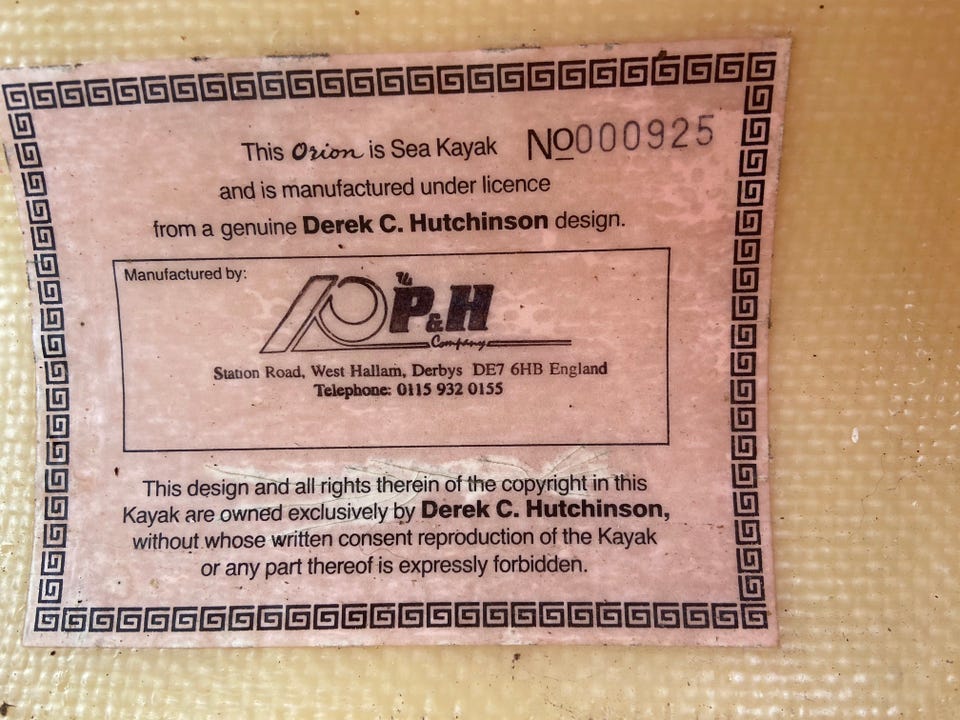 This Orion is Sea Kayak No 000925
and is manufactured under licence
from a genuine Derek C. Hutchinson design.
Manufactured by:
The P&H
Company
Station Road, West Hallam, Derbys DE7 6HB England
Telephone: 0115 932 0155
This design and all rights therein of the copyright in this
Kayak are owned exclusively by Derek C. Hutchinson,
without whose written consent reproduction of the Kayak
or any part thereof is expressly forbidden.